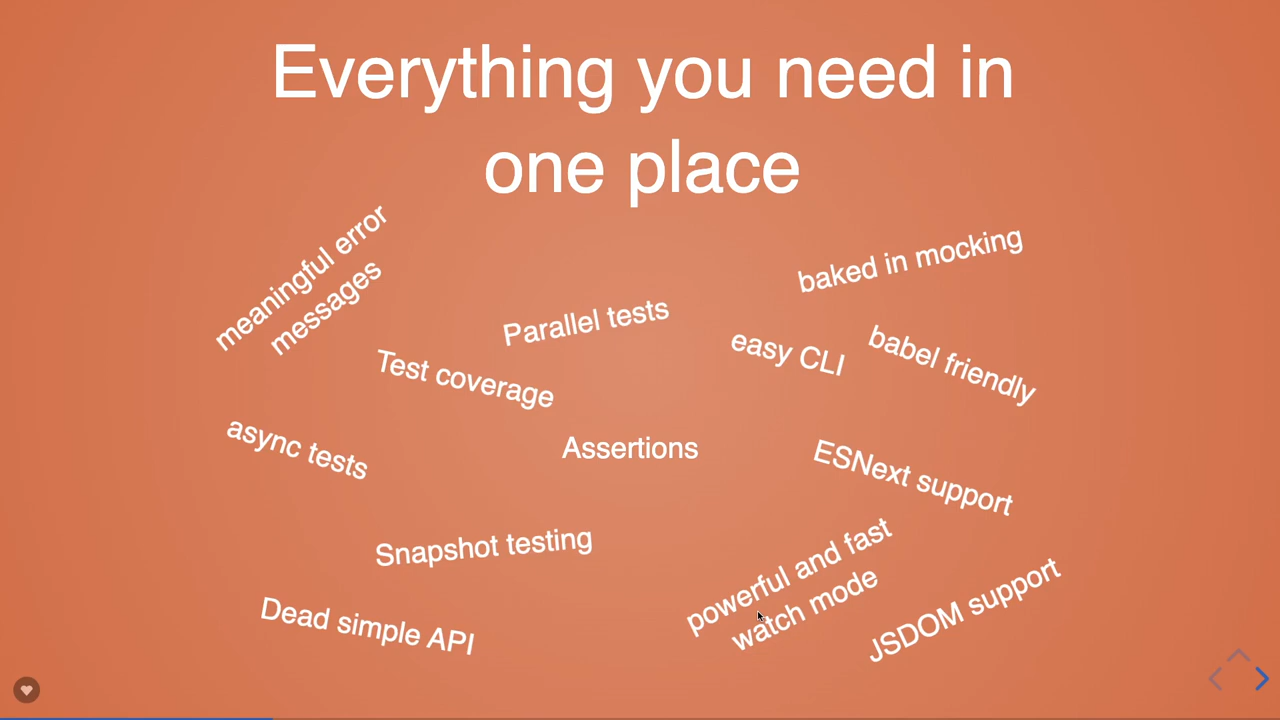 Everything you need in
one place
meaningful error
messages
baked in mocking
Parallel tests
easy CLI
babel friendly
Test coverage
async tests
Assertions
ESNext support
Snapshot testing
powerful and fast
watch mode
JSDOM support
Dead simple API